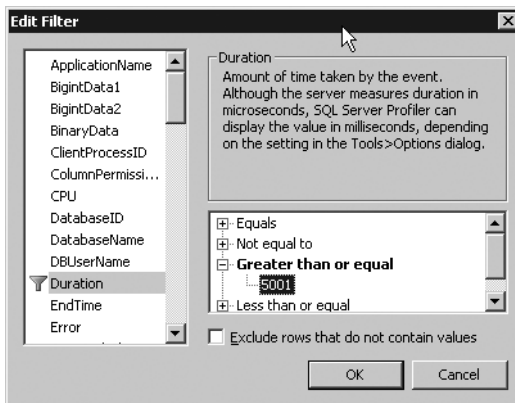 Edit Filter
ApplicationName
BigintData1
BigintData2
BinaryData
ClientProcessID
ColumnPermissi...
CPU
DatabaseID
DatabaseName
DBUserName
Duration
EndTime
Error
Duration
Amount of time taken by the event.
Although the server measures duration in
microseconds, SQL Server Profiler can
display the value in milliseconds, depending
on the setting in the Tools>Options dialog.
Equals
Not equal to
Greater than or equal
5001
Less than or equal
Exclude rows that do not contain values
OK
Cancel